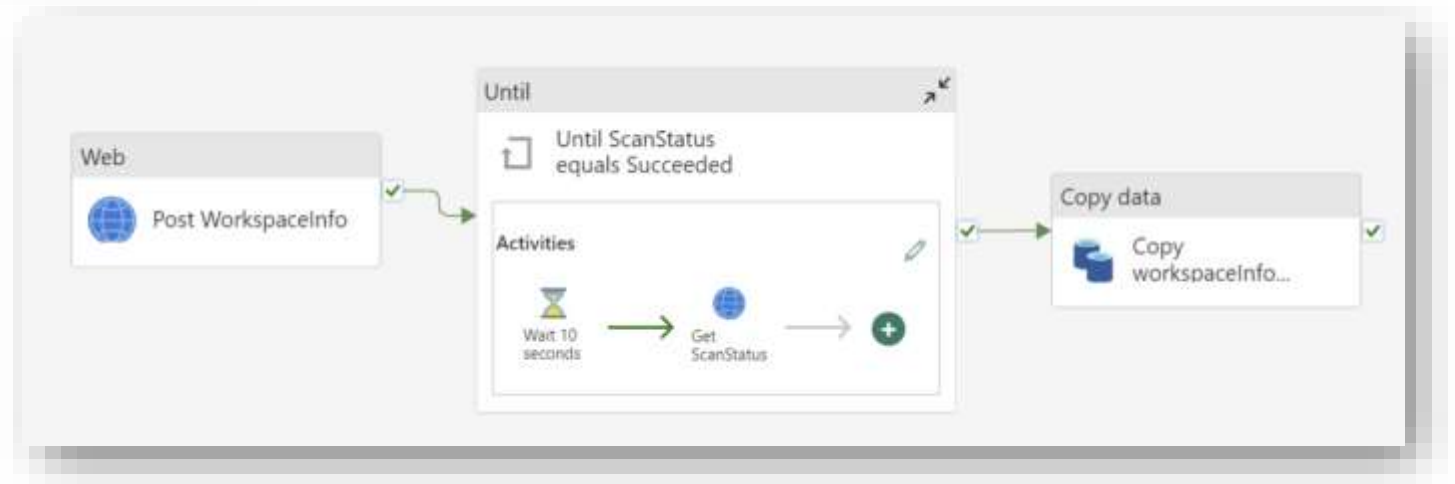 Web
Post WorkspaceInfo
Until
Until ScanStatus
equals Succeeded
Activities
Wait 10
seconds
Get
ScanStatus
Copy data
Copy
workspaceInfo...